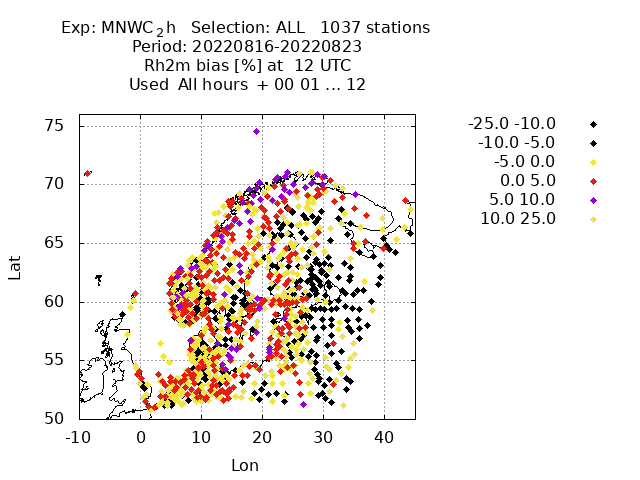 Exp: MNWC_2h Selection: ALL 1037 stations
Period: 20220816-20220823
Rh2m bias [%] at 12 UTC
Used All hours + 00 01 ... 12
-25.0 -10.0
-10.0 -5.0
-5.0 0.0
0.0 5.0
5.0 10.0
10.0 25.0
75
70
65
60
55
50
Lat
-10 0 10 20 30 40
Lon